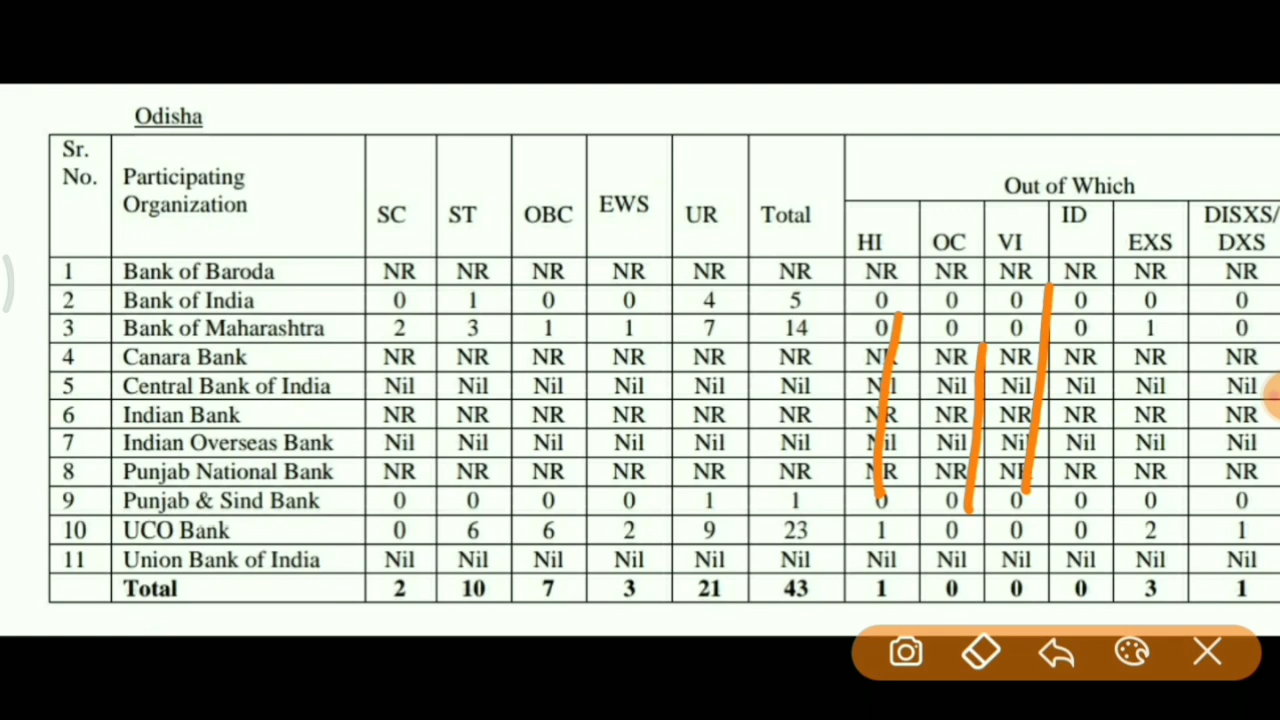 Odisha
Sr. No. Participating Organization SC ST OBC EWS UR Total Out of Which
HI OC VI ID EXS DISXS/ DXS
1 Bank of Baroda NR NR NR NR NR NR NR NR NR NR NR NR
2 Bank of India 0 1 0 0 4 5 0 0 0 0 0 0
3 Bank of Maharashtra 2 3 1 1 7 14 0 0 0 0 1 0
4 Canara Bank NR NR NR NR NR NR NR NR NR NR NR NR
5 Central Bank of India Nil Nil Nil Nil Nil Nil Nil Nil Nil Nil Nil Nil
6 Indian Bank NR NR NR NR NR NR NR NR NR NR NR NR
7 Indian Overseas Bank Nil Nil Nil Nil Nil Nil Nil Nil Nil Nil Nil Nil
8 Punjab National Bank NR NR NR NR NR NR NR NR NR NR NR NR
9 Punjab & Sind Bank 0 0 0 0 1 1 0 0 0 0 0 0
10 UCO Bank 0 6 6 2 9 23 1 0 0 0 2 1
11 Union Bank of India Nil Nil Nil Nil Nil Nil Nil Nil Nil Nil Nil Nil
Total 2 10 7 3 21 43 1 0 0 0 3 1